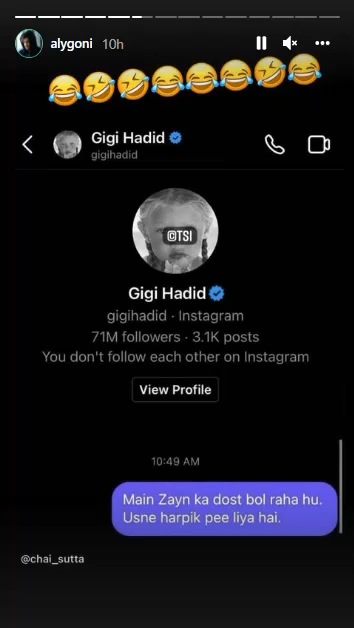 alygoni 10h
😂🤣🤣😂😂😂🤣😂
Gigi Hadid
gigihadid
@TSI
Gigi Hadid
gigihadid · Instagram
71M followers · 3.1K posts
You don't follow each other on Instagram
View Profile
10:49 AM
Main Zayn ka dost bol raha hu.
Usne harpik pee liya hai.
@chai_sutta